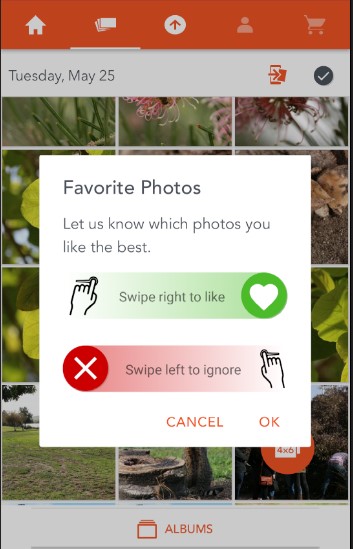 Tuesday, May 25
Favorite Photos
Let us know which photos you
like the best.
Swipe right to like
Swipe left to ignore
CANCEL OK
4x6
ALBUMS